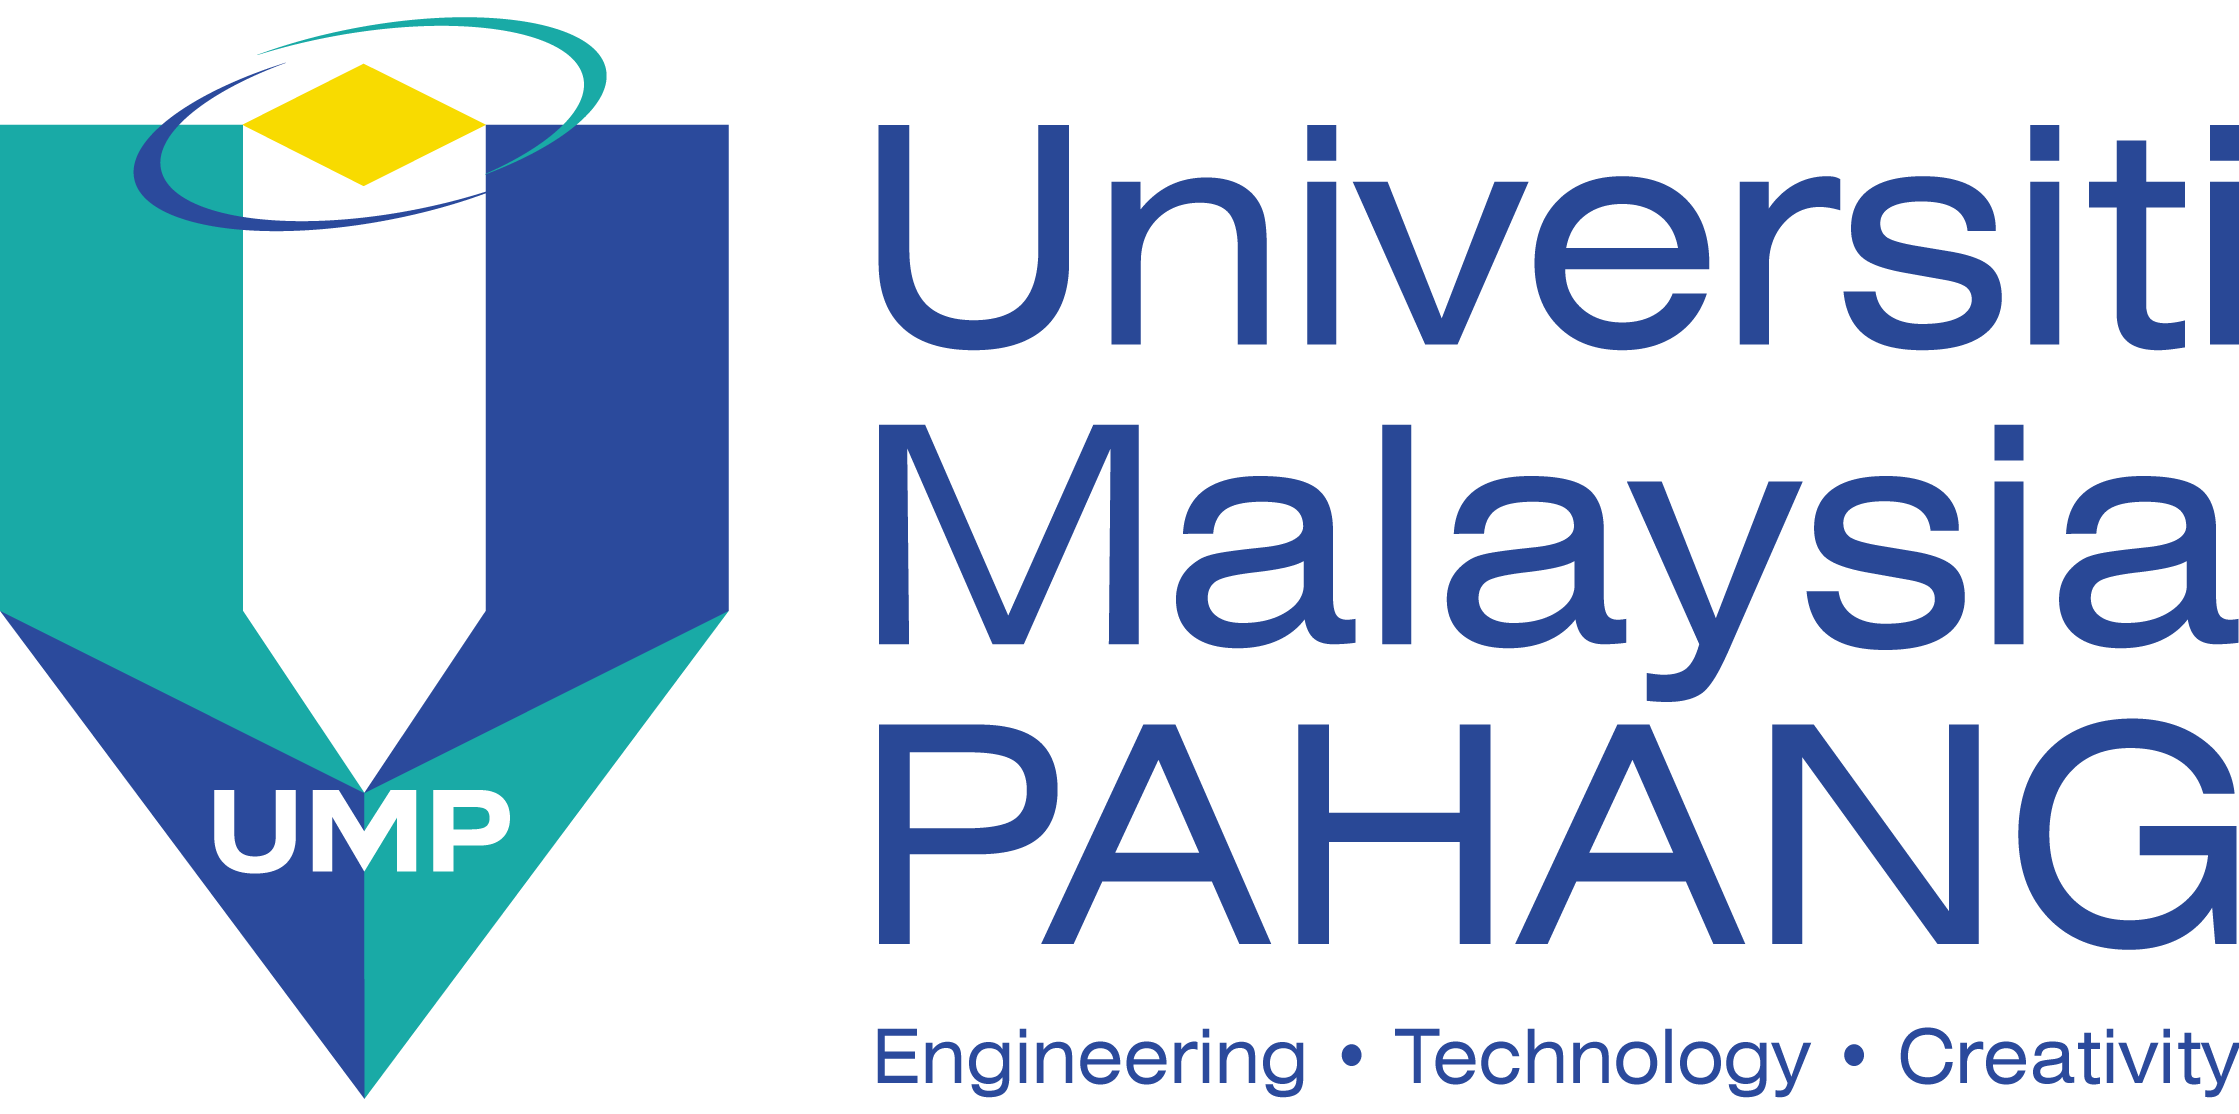 UMP
Universiti
Malaysia
PAHANG
Engineering • Technology • Creativity